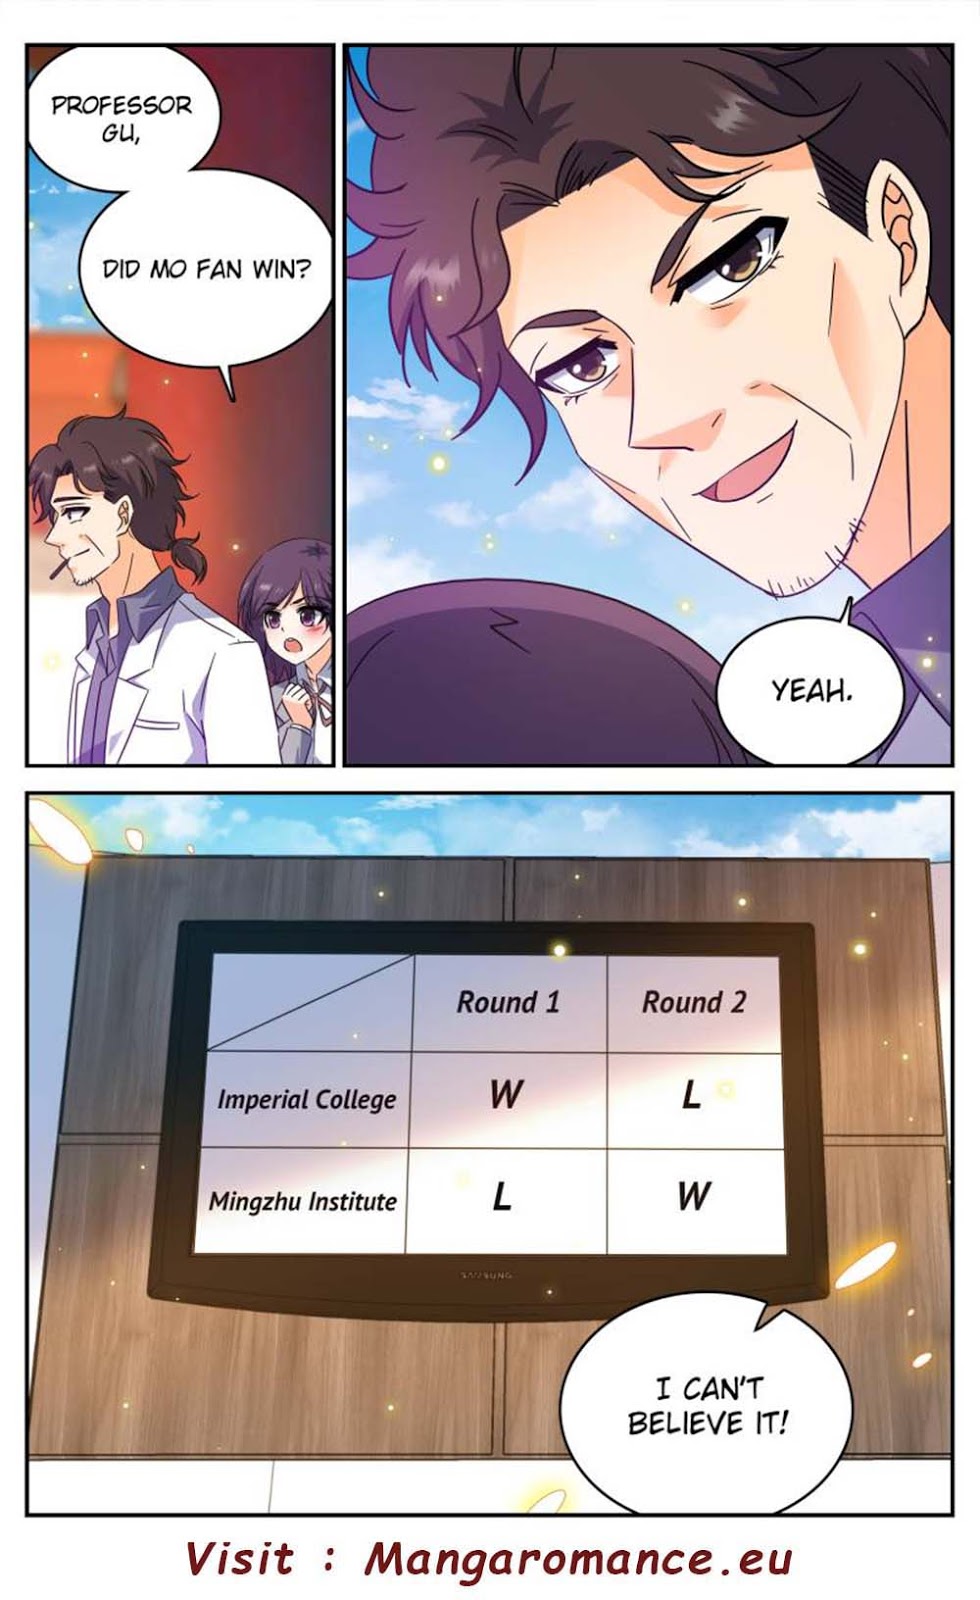 PROFESSOR
GU,
DID MO FAN WIN?
YEAH.
Round 1 Round 2
Imperial College W L
Mingzhu Institute L W
SAMSUNG
I CAN'T
BELIEVE IT!
Visit : Mangaromance.eu